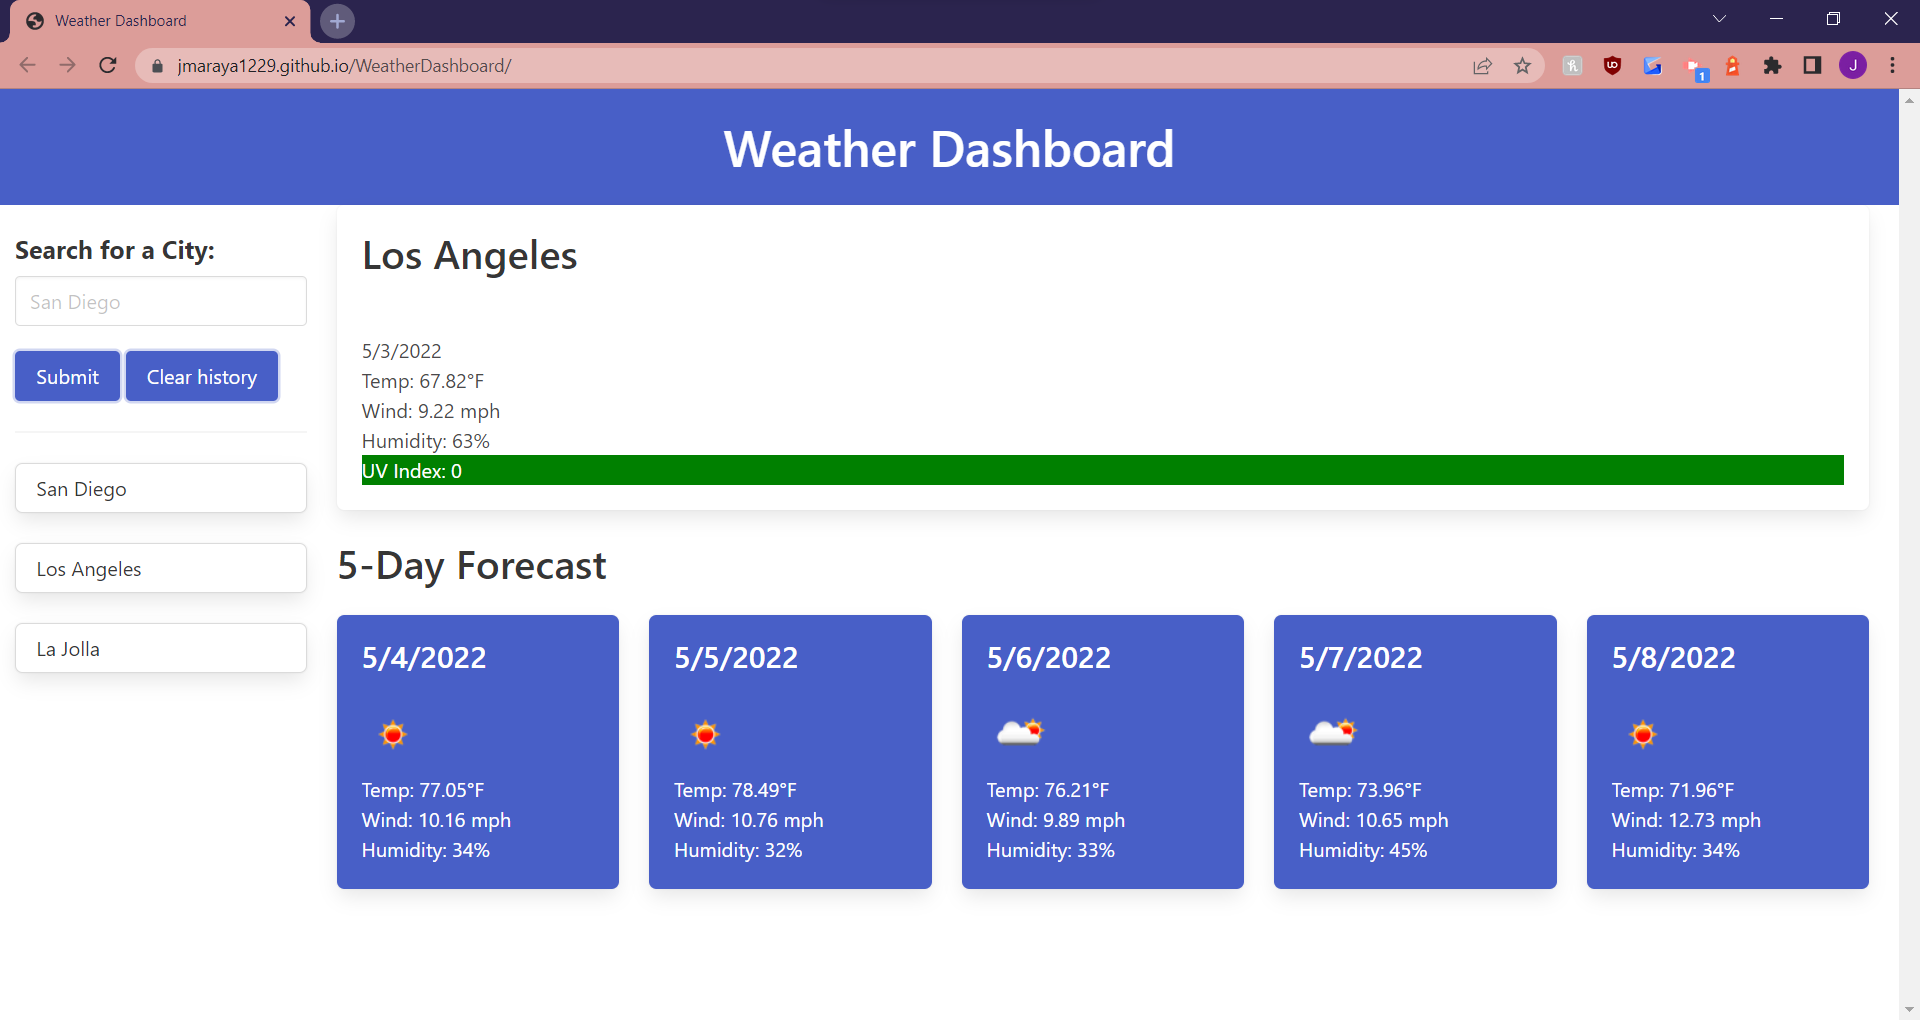 Weather Dashboard
jmaraya1229.github.io/WeatherDashboard/
1
J
Weather Dashboard
Search for a City:
San Diego
Submit
Clear history
San Diego
Los Angeles
La Jolla
Los Angeles
5/3/2022
Temp: 67.82°F
Wind: 9.22 mph
Humidity: 63%
UV Index: 0
5-Day Forecast
5/4/2022
Temp: 77.05°F
Wind: 10.16 mph
Humidity: 34%
5/5/2022
Temp: 78.49°F
Wind: 10.76 mph
Humidity: 32%
5/6/2022
Temp: 76.21°F
Wind: 9.89 mph
Humidity: 33%
5/7/2022
Temp: 73.96°F
Wind: 10.65 mph
Humidity: 45%
5/8/2022
Temp: 71.96°F
Wind: 12.73 mph
Humidity: 34%